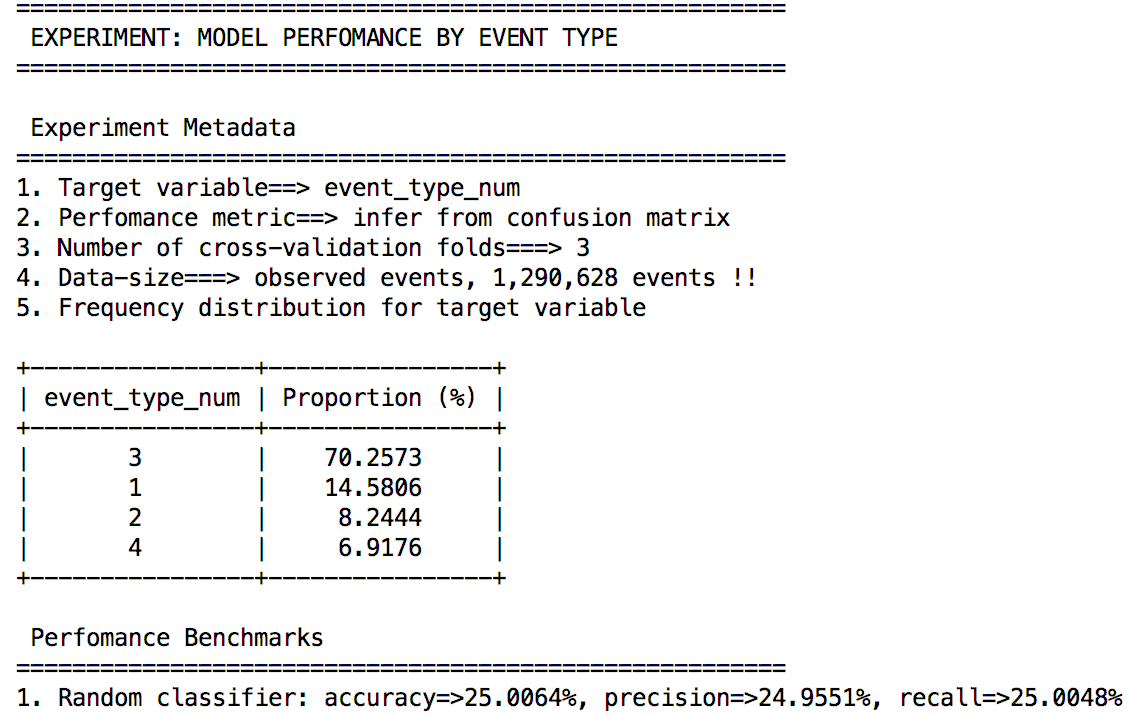 =======================================================
EXPERIMENT: MODEL PERFOMANCE BY EVENT TYPE
=======================================================
Experiment Metadata
=======================================================
1. Target variable==> event_type_num
2. Perfomance metric==> infer from confusion matrix
3. Number of cross-validation folds===> 3
4. Data-size===> observed events, 1,290,628 events !!
5. Frequency distribution for target variable
+----------------+----------------+
| event_type_num | Proportion (%) |
+----------------+----------------+
|       3        |    70.2573     |
|       1        |    14.5806     |
|       2        |     8.2444     |
|       4        |     6.9176     |
+----------------+----------------+
Perfomance Benchmarks
=======================================================
1. Random classifier: accuracy=>25.0064%, precision=>24.9551%, recall=>25.0048%